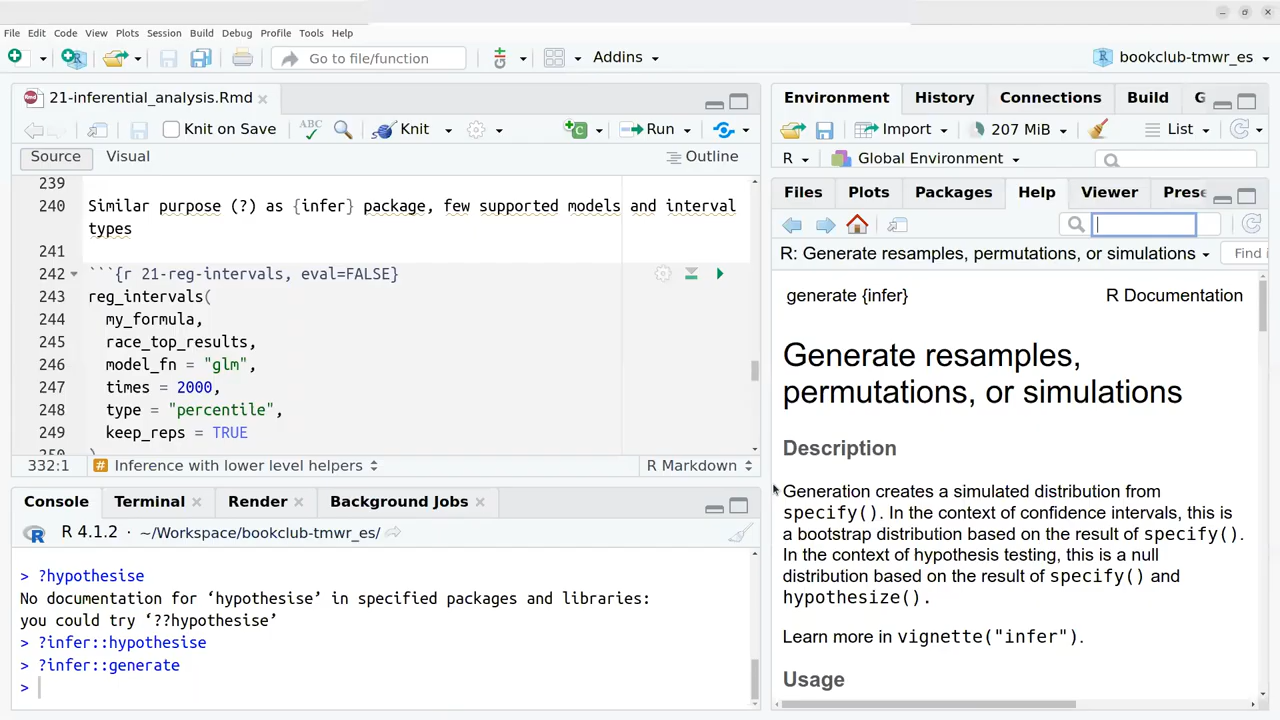 File Edit Code View Plots Session Build Debug Profile Tools Help
Go to file/function Addins bookclub-tmwr_es
21-inferential_analysis.Rmd
Knit on Save ABC Knit Run
Source Visual Outline
239
240 Similar purpose (?) as {infer} package, few supported models and interval
types
241
242 ```{r 21-reg-intervals, eval=FALSE}
243 reg_intervals(
244 my_formula,
245 race_top_results,
246 model_fn = "glm",
247 times = 2000,
248 type = "percentile",
249 keep_reps = TRUE
250 )
332:1 # Inference with lower level helpers R Markdown
Console Terminal Render Background Jobs
R 4.1.2 · ~/Workspace/bookclub-tmwr_es/
> ?hypothesise
No documentation for ‘hypothesise’ in specified packages and libraries:
you could try ‘??hypothesise’
> ?infer::hypothesise
> ?infer::generate
>
Environment History Connections Build G
Import 207 MiB List
R Global Environment
Files Plots Packages Help Viewer Prese
R: Generate resamples, permutations, or simulations Find i
generate {infer} R Documentation
Generate resamples,
permutations, or simulations
Description
Generation creates a simulated distribution from
specify(). In the context of confidence intervals, this is
a bootstrap distribution based on the result of specify().
In the context of hypothesis testing, this is a null
distribution based on the result of specify() and
hypothesize().
Learn more in vignette("infer").
Usage